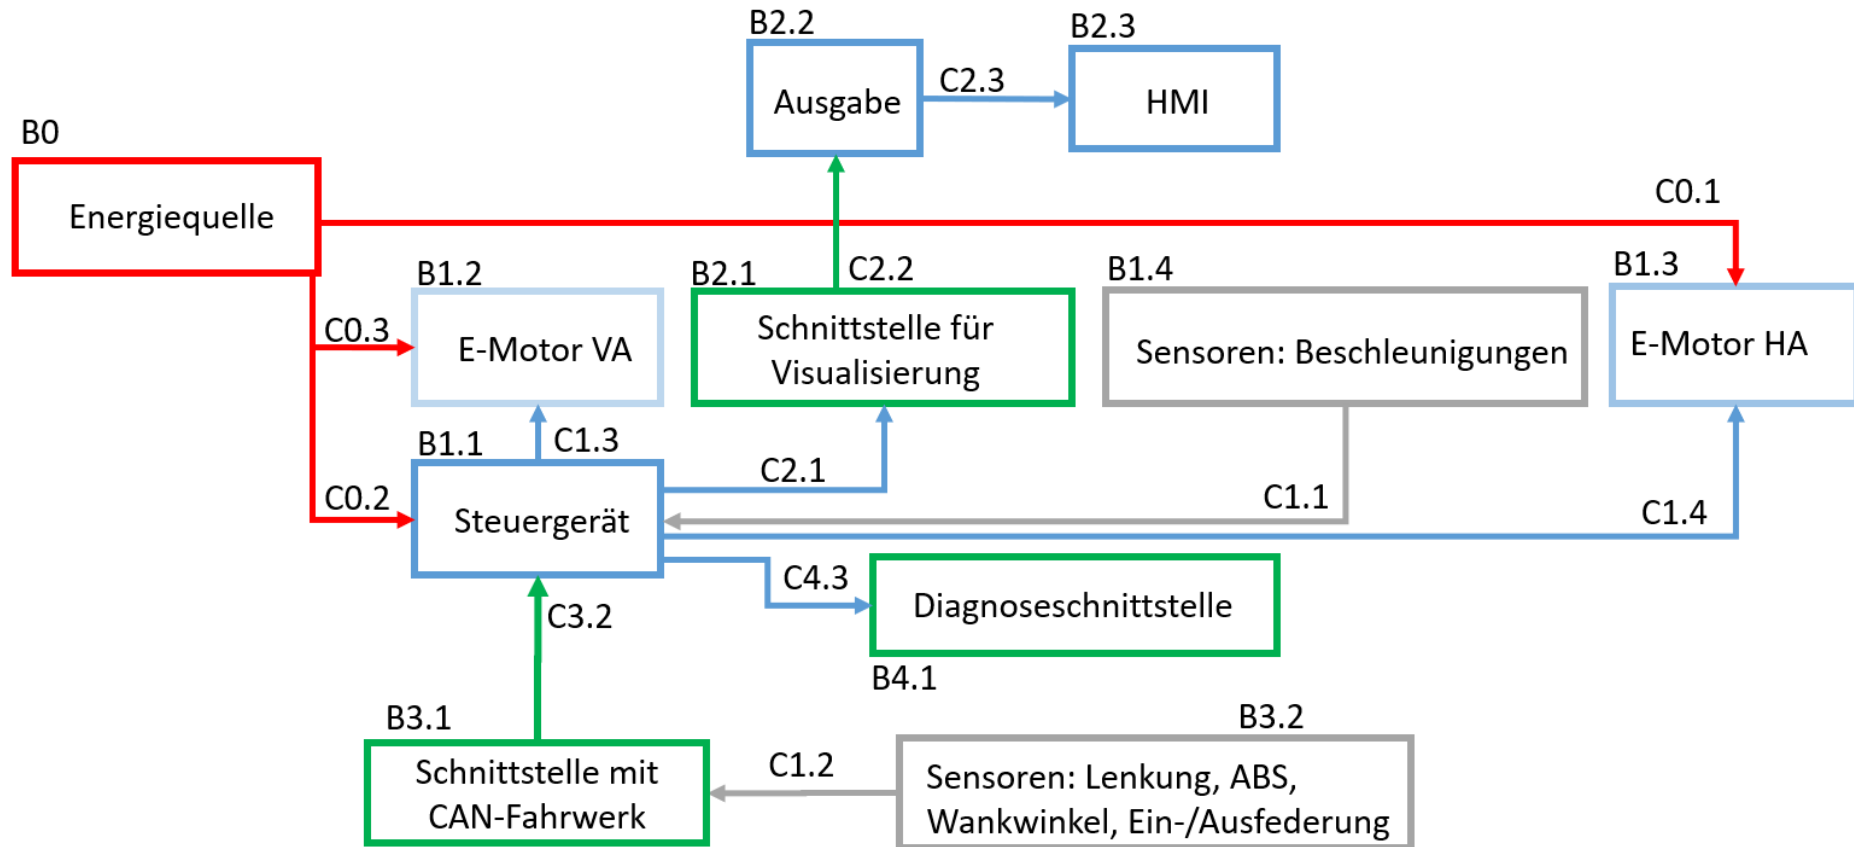 B2.2
B2.3
Ausgabe
C2.3
HMI
B0
Energiequelle
C0.1
B1.2
B2.1
C2.2
B1.4
B1.3
C0.3
E-Motor VA
Schnittstelle für
Visualisierung
Sensoren: Beschleunigungen
E-Motor HA
B1.1
C1.3
C2.1
C0.2
Steuergerät
C1.1
C1.4
C3.2
C4.3
Diagnoseschnittstelle
B4.1
B3.1
B3.2
Schnittstelle mit
CAN-Fahrwerk
C1.2
Sensoren: Lenkung, ABS,
Wankwinkel, Ein-/Ausfederung